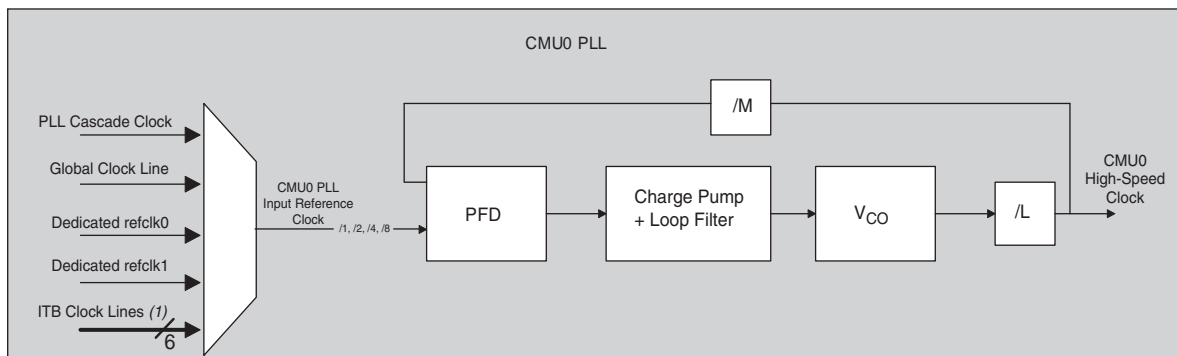 CMU0 PLL
/M
PLL Cascade Clock
Global Clock Line
Dedicated refclk0
Dedicated refclk1
ITB Clock Lines (1)
6
CMU0 PLL
Input Reference
Clock
/1, /2, /4, /8
PFD
Charge Pump
+ Loop Filter
VCO
/L
CMU0
High-Speed
Clock